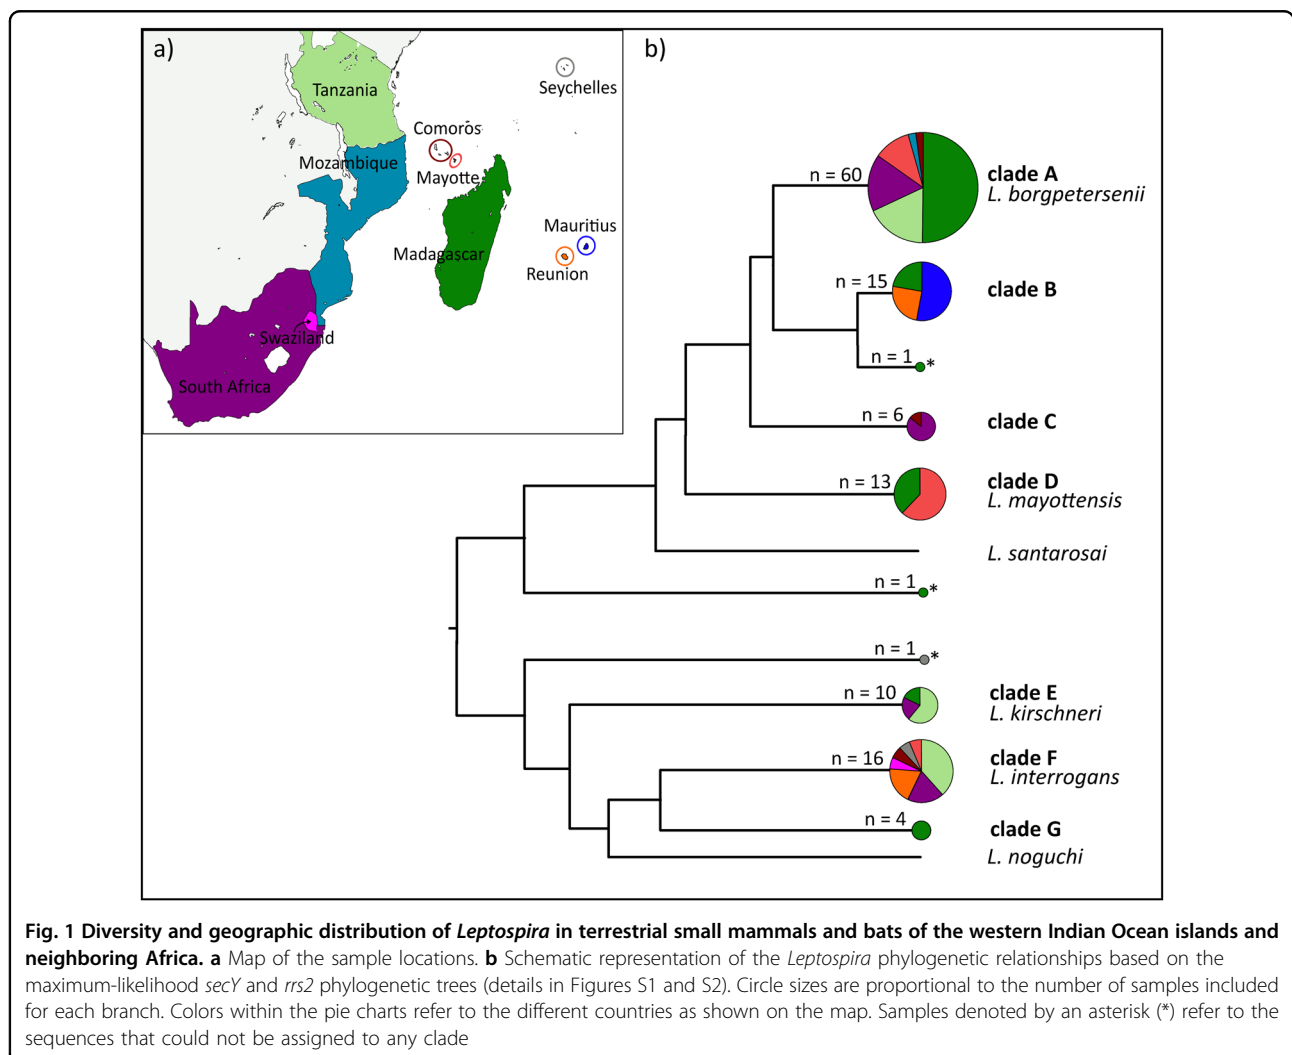 a)
Tanzania
Seychelles
Comoros
Mozambique
Mayotte
Mauritius
Madagascar
Reunion
Swaziland
South Africa
b)
n = 60
clade A
L. borgpetersenii
n = 15
clade B
n = 1
*
n = 6
clade C
n = 13
clade D
L. mayottensis
L. santarosai
n = 1
*
n = 1
*
n = 10
clade E
L. kirschneri
n = 16
clade F
L. interrogans
n = 4
clade G
L. noguchi
Fig. 1 Diversity and geographic distribution of Leptospira in terrestrial small mammals and bats of the western Indian Ocean islands and
neighboring Africa. a Map of the sample locations. b Schematic representation of the Leptospira phylogenetic relationships based on the
maximum-likelihood secY and rrs2 phylogenetic trees (details in Figures S1 and S2). Circle sizes are proportional to the number of samples included
for each branch. Colors within the pie charts refer to the different countries as shown on the map. Samples denoted by an asterisk (*) refer to the
sequences that could not be assigned to any clade